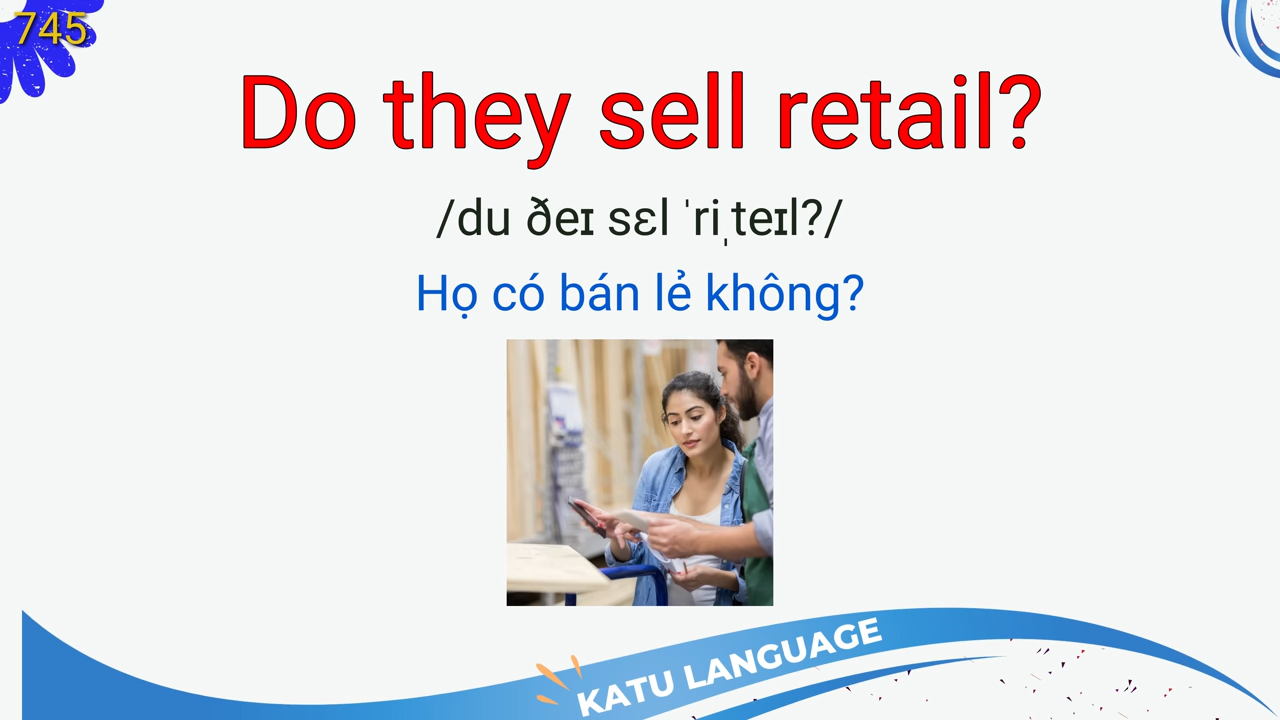 745
Do they sell retail?
/du ðeɪ sɛl ˈriˌteɪl?/
Họ có bán lẻ không?
KATU LANGUAGE